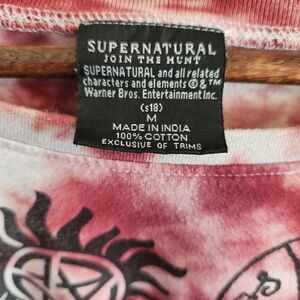 SUPERNATURAL
JOIN THE HUNT
SUPERNATURAL and all related
characters and elements ©&™
Warner Bros. Entertainment Inc.
(s18)
M
MADE IN INDIA
100% COTTON
EXCLUSIVE OF TRIMS